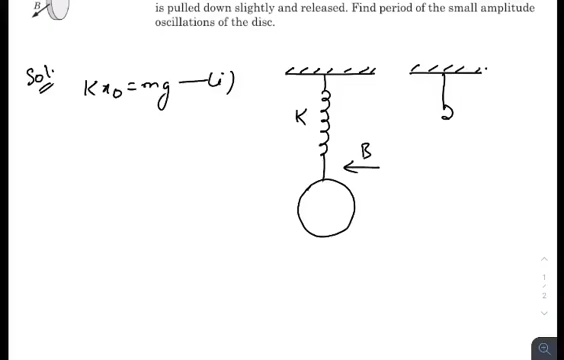 B
is pulled down slightly and released. Find period of the small amplitude
oscillations of the disc.
Sol:
Kx₀ = mg —(i)
K
B
1
/
2